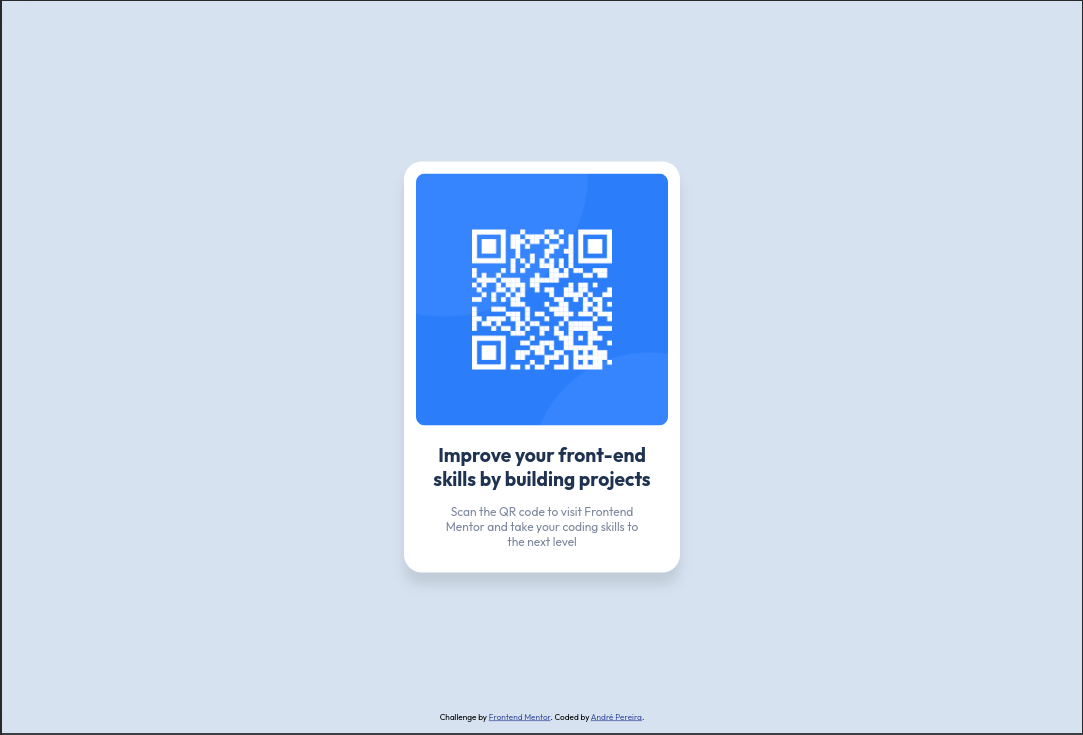 Improve your front-end
skills by building projects
Scan the QR code to visit Frontend
Mentor and take your coding skills to
the next level
Challenge by Frontend Mentor. Coded by André Pereira.